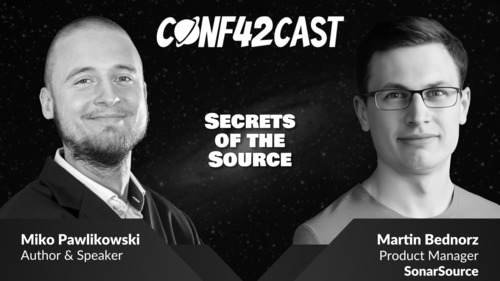 CONF42CAST
SECRETS
OF THE
SOURCE
Miko Pawlikowski
Author & Speaker
Martin Bednorz
Product Manager
SonarSource